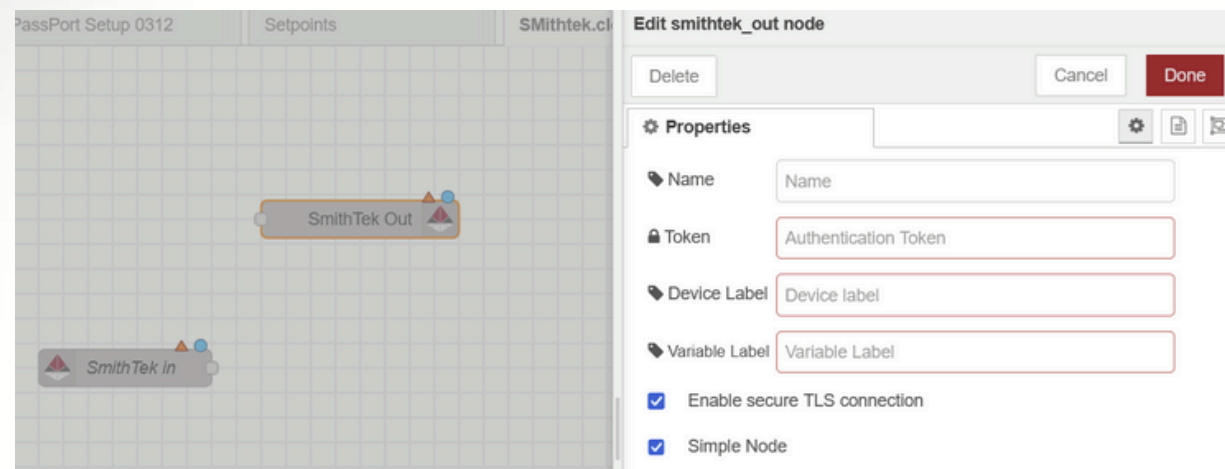 PassPort Setup 0312
Setpoints
SMithtek.cl
Edit smithtek_out node
Delete
Cancel
Done
Properties
Name
Name
Token
Authentication Token
Device Label
Device label
Variable Label
Variable Label
Enable secure TLS connection
Simple Node
SmithTek Out
SmithTek in